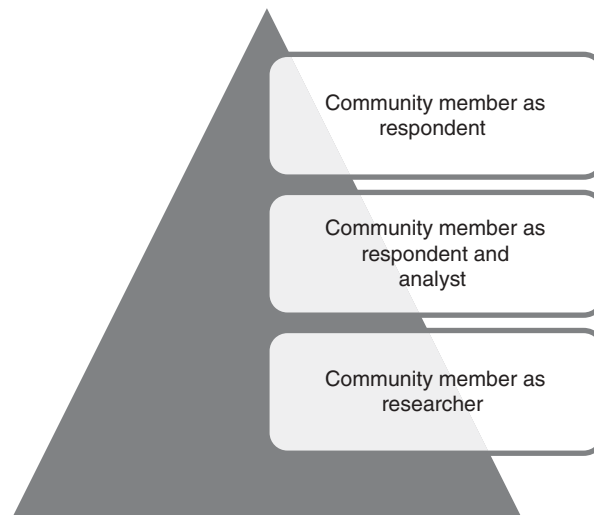 Community member as
respondent
Community member as
respondent and
analyst
Community member as
researcher